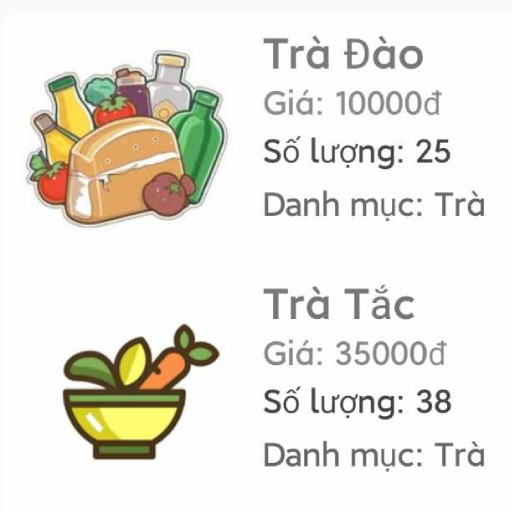 Trà Đào
Giá: 10000đ
Số lượng: 25
Danh mục: Trà
Trà Tắc
Giá: 35000đ
Số lượng: 38
Danh mục: Trà